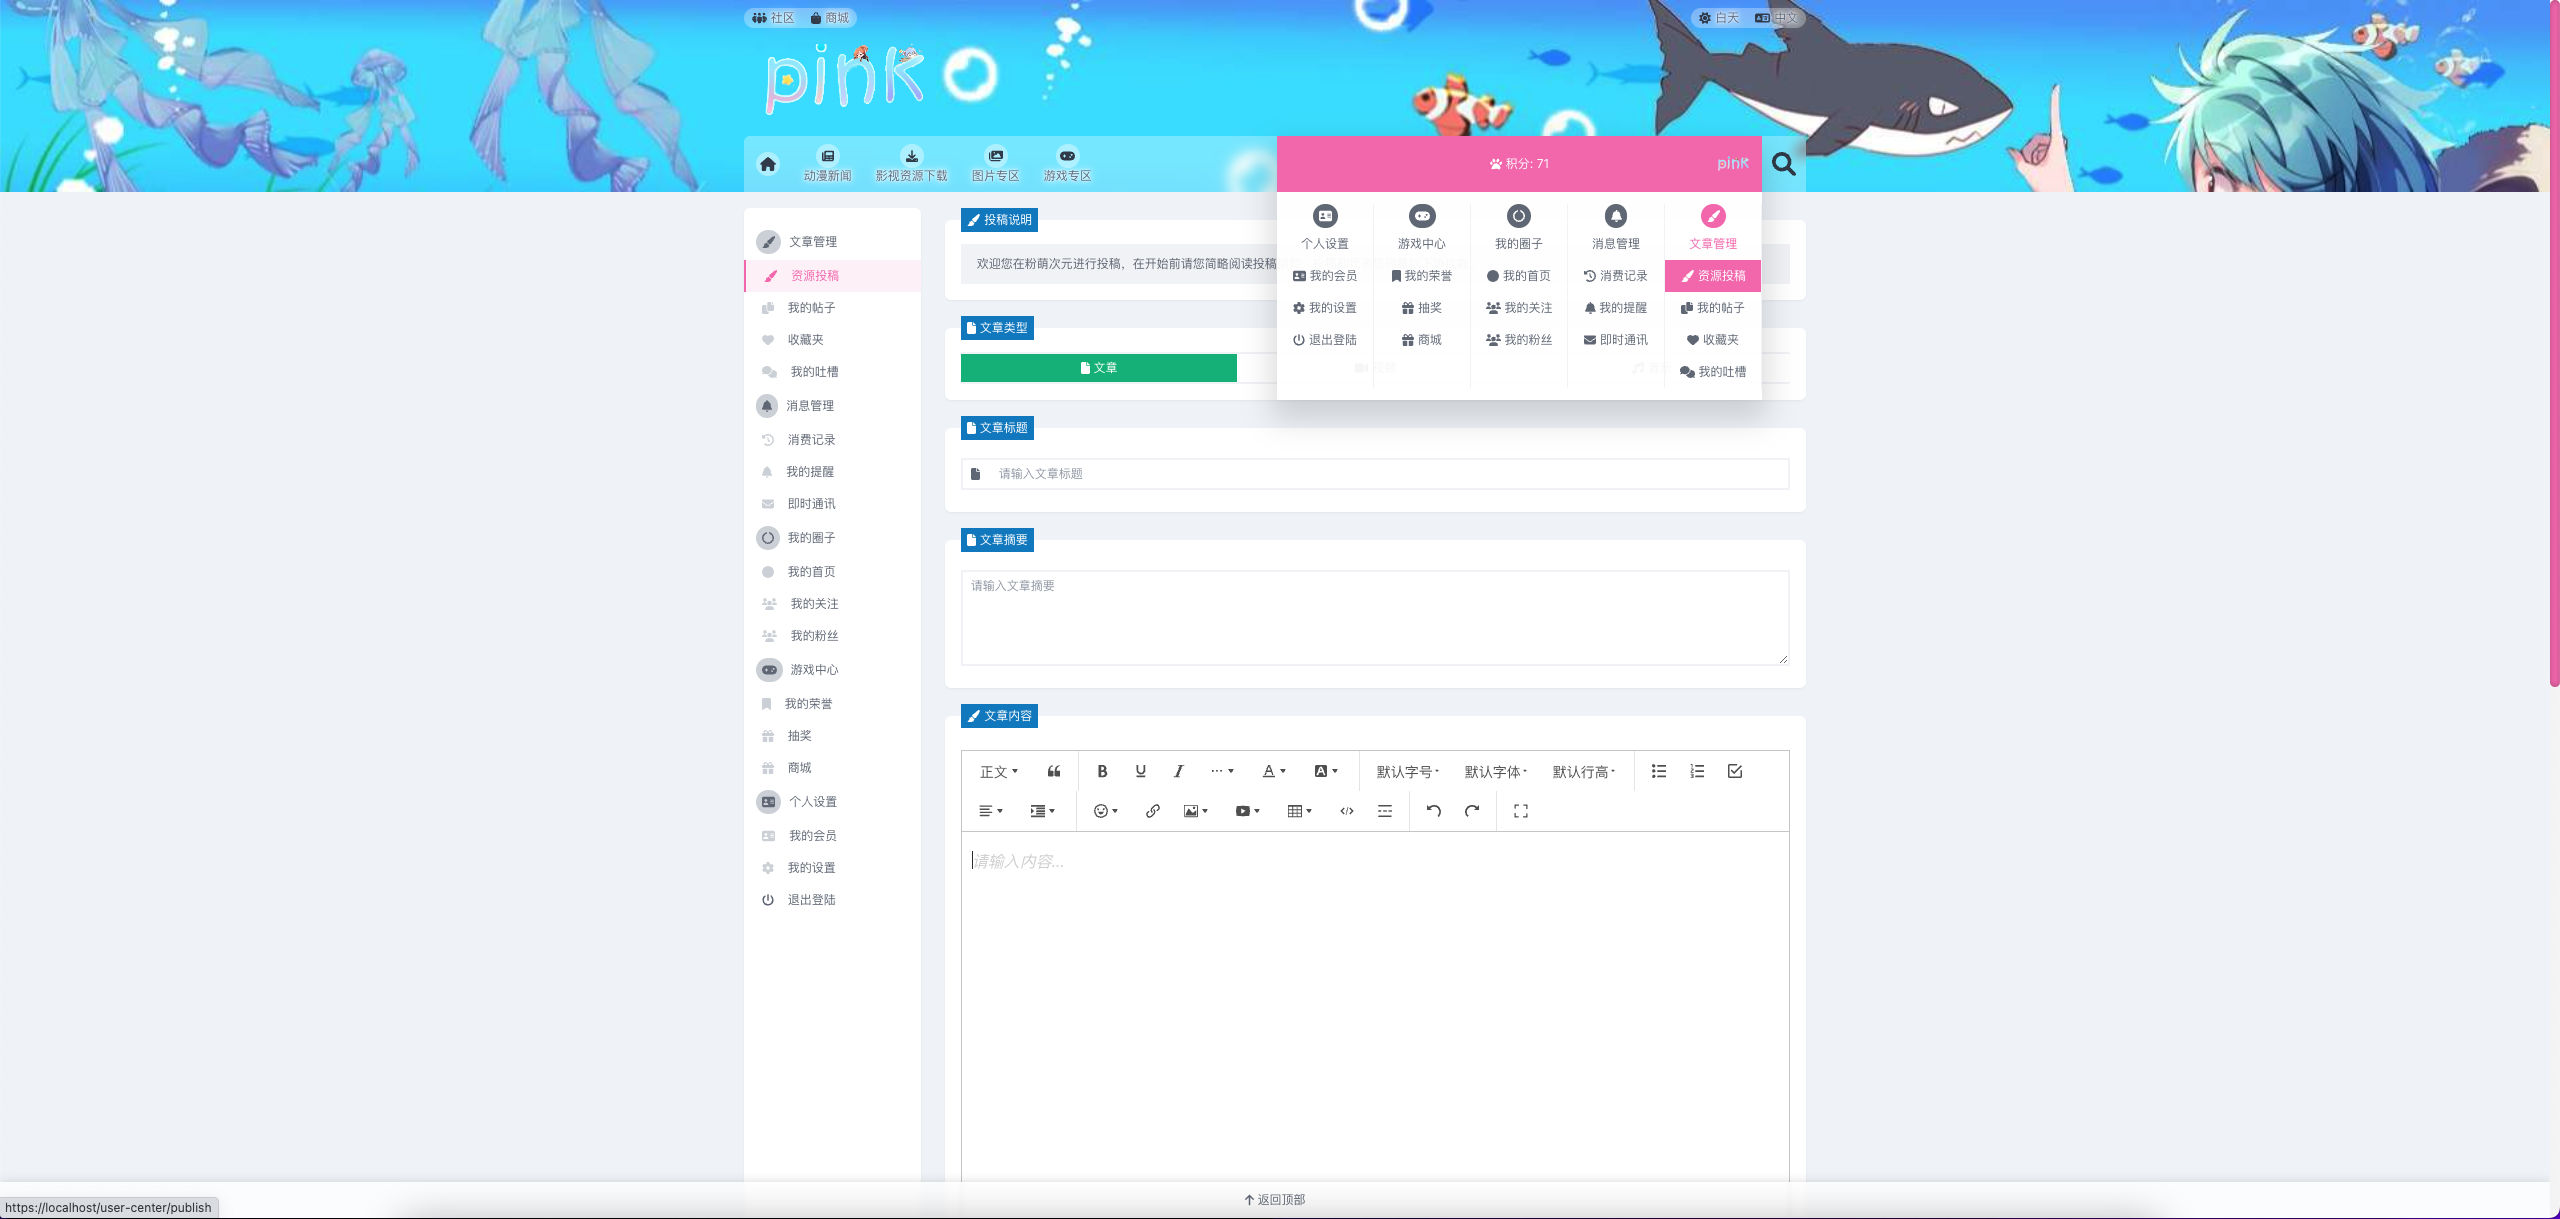 社区 商城
白天 中文
pink
动漫新闻 影视资源下载 图片专区 游戏专区
积分: 71 pink
个人设置 游戏中心 我的圈子 消息管理 文章管理
我的会员 我的荣誉 我的首页 消费记录 资源投稿
我的设置 抽奖 我的关注 我的提醒 我的帖子
退出登陆 商城 我的粉丝 即时通讯 收藏夹
我的吐槽
文章管理
资源投稿
我的帖子
收藏夹
我的吐槽
消息管理
消费记录
我的提醒
即时通讯
我的圈子
我的首页
我的关注
我的粉丝
游戏中心
我的荣誉
抽奖
商城
个人设置
我的会员
我的设置
退出登陆
投稿说明
欢迎您在粉萌次元进行投稿，在开始前请您简略阅读投稿
文章类型
文章
文章标题
请输入文章标题
文章摘要
请输入文章摘要
文章内容
正文 B U I ... A A 默认字号 默认字体 默认行高
请输入内容...
返回顶部
https://localhost/user-center/publish